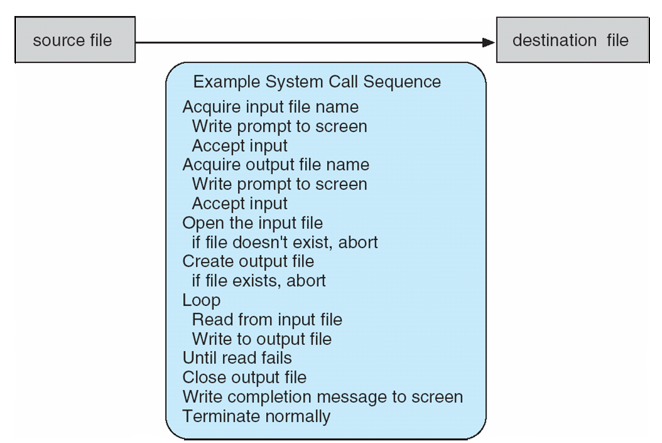 source file
destination  file
Example System Call Sequence
Acquire input file name
Write prompt to screen
Accept input
Acquire output file name
Write prompt to screen
Accept input
Open the input file
if file doesn't exist, abort
Create output file
if file exists, abort
Loop
Read from input file
Write to output file
Until read fails
Close output file
Write completion message to screen
Terminate normally